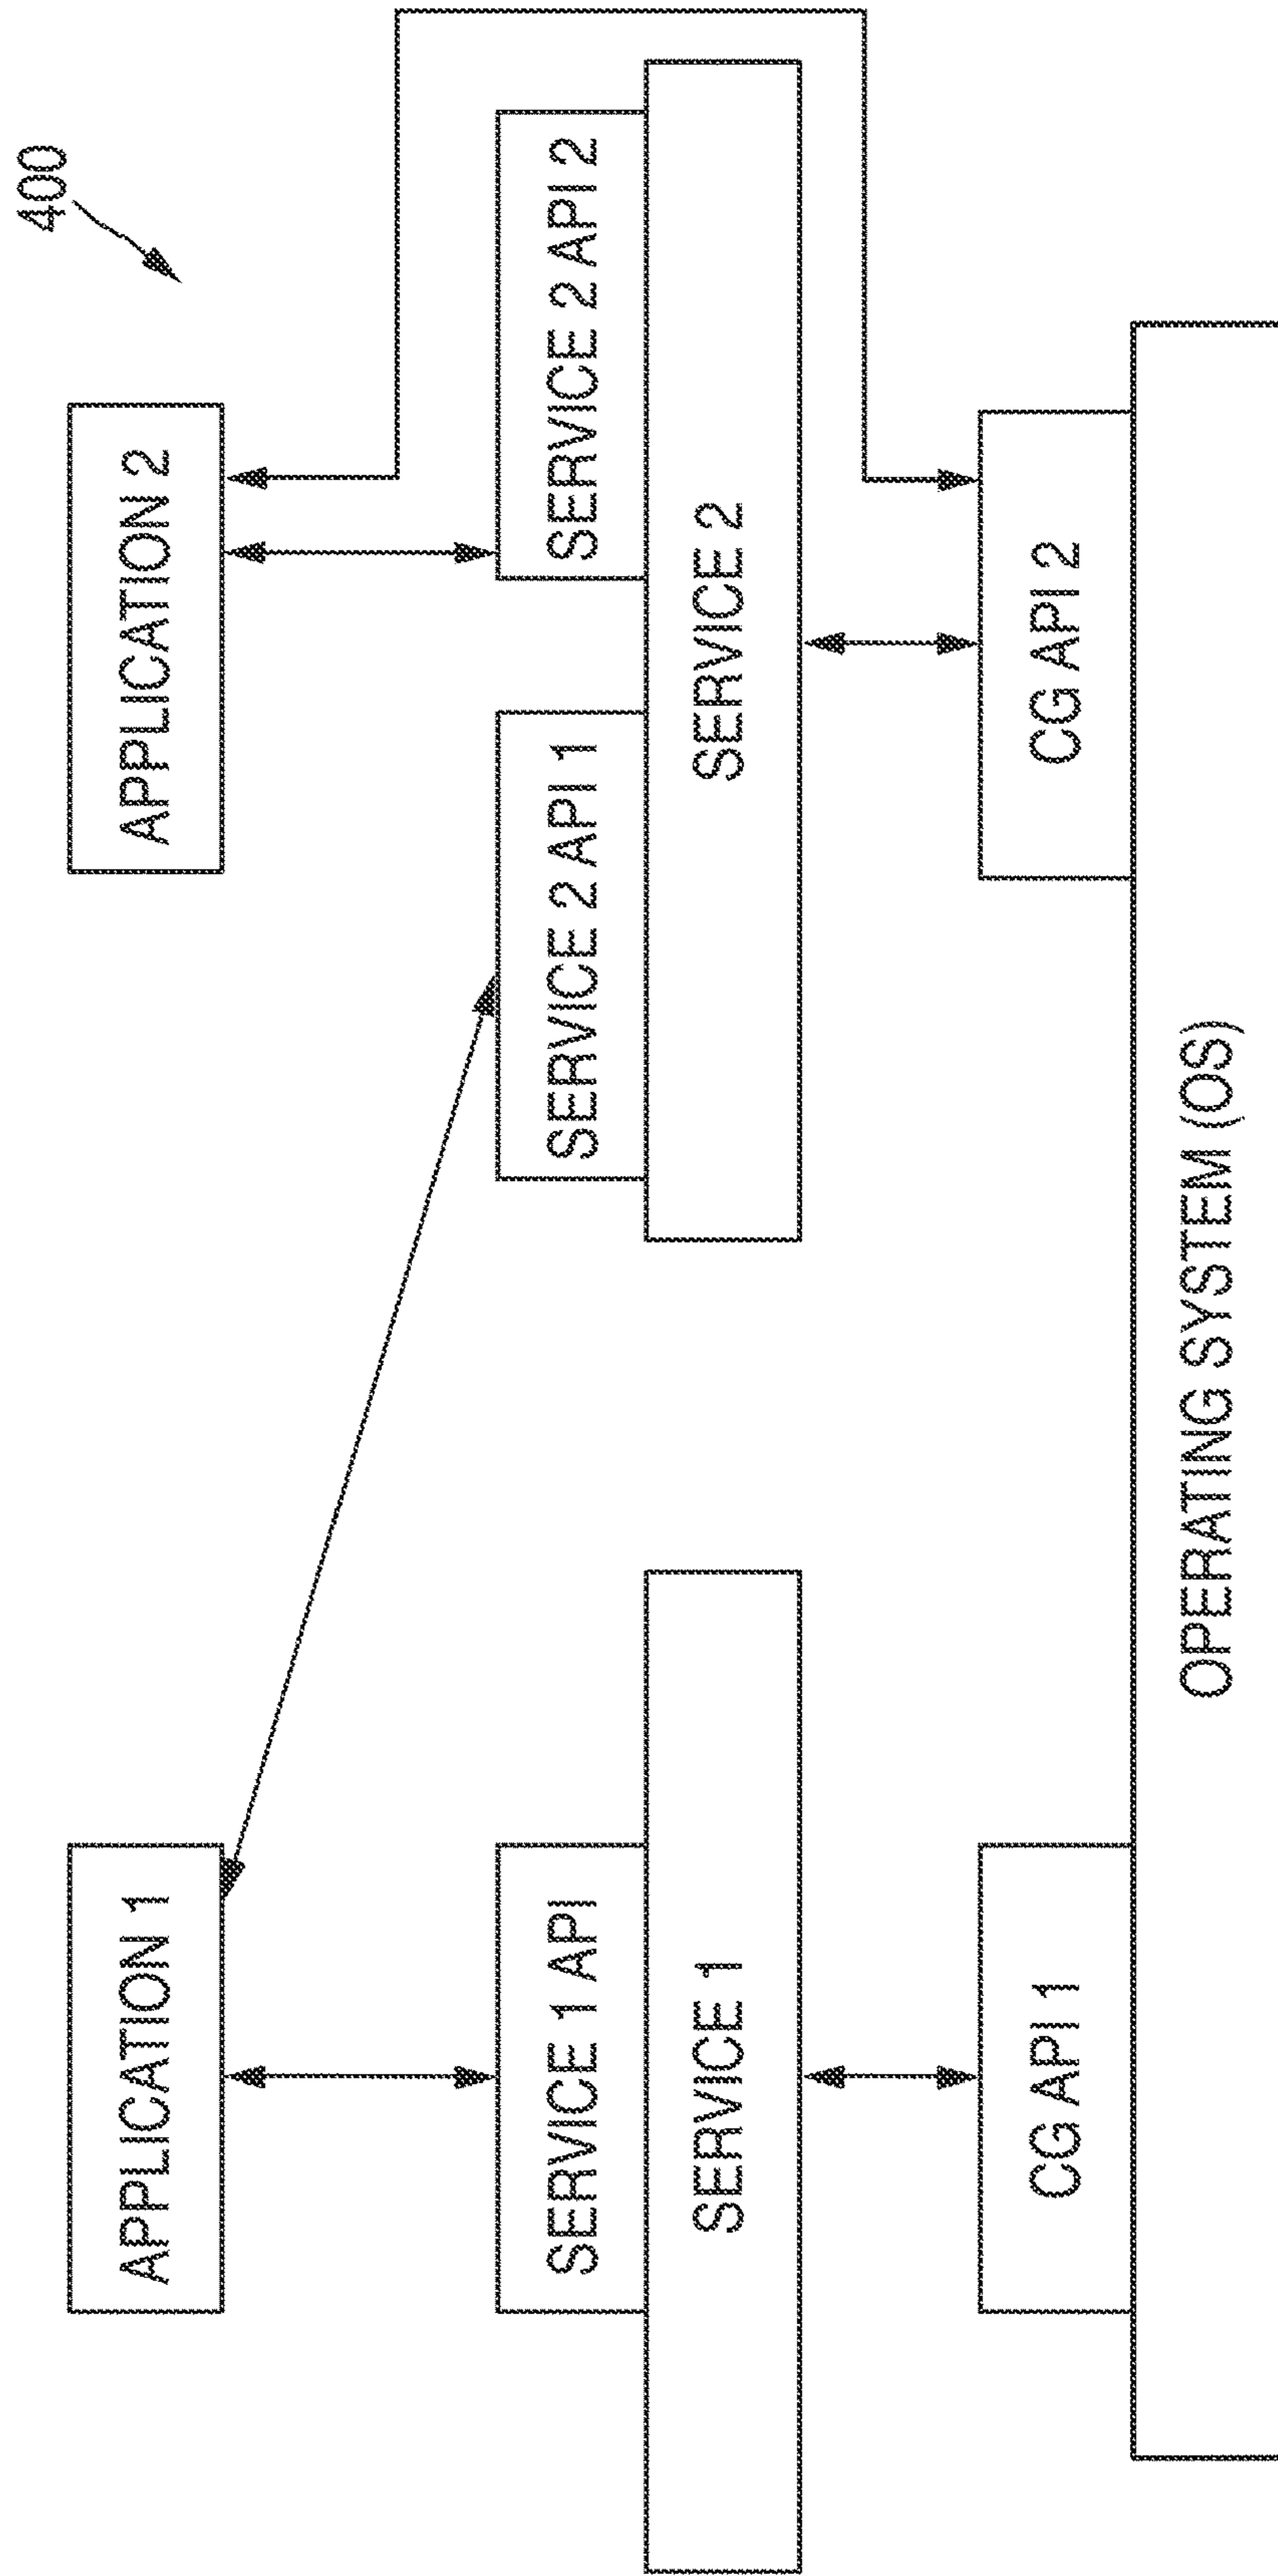 400
APPLICATION 1
APPLICATION 2
SERVICE 1 API
SERVICE 2 API 1
SERVICE 2 API 2
SERVICE 1
SERVICE 2
CG API 1
CG API 2
OPERATING SYSTEM (OS)